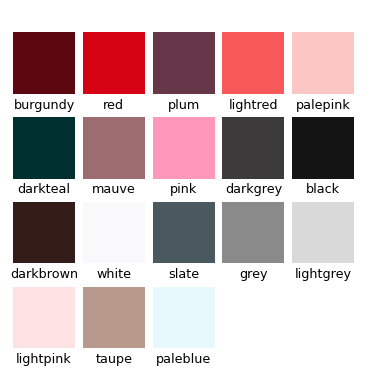 burgundy red plum lightred palepink
darkteal mauve pink darkgrey black
darkbrown white slate grey lightgrey
lightpink taupe paleblue